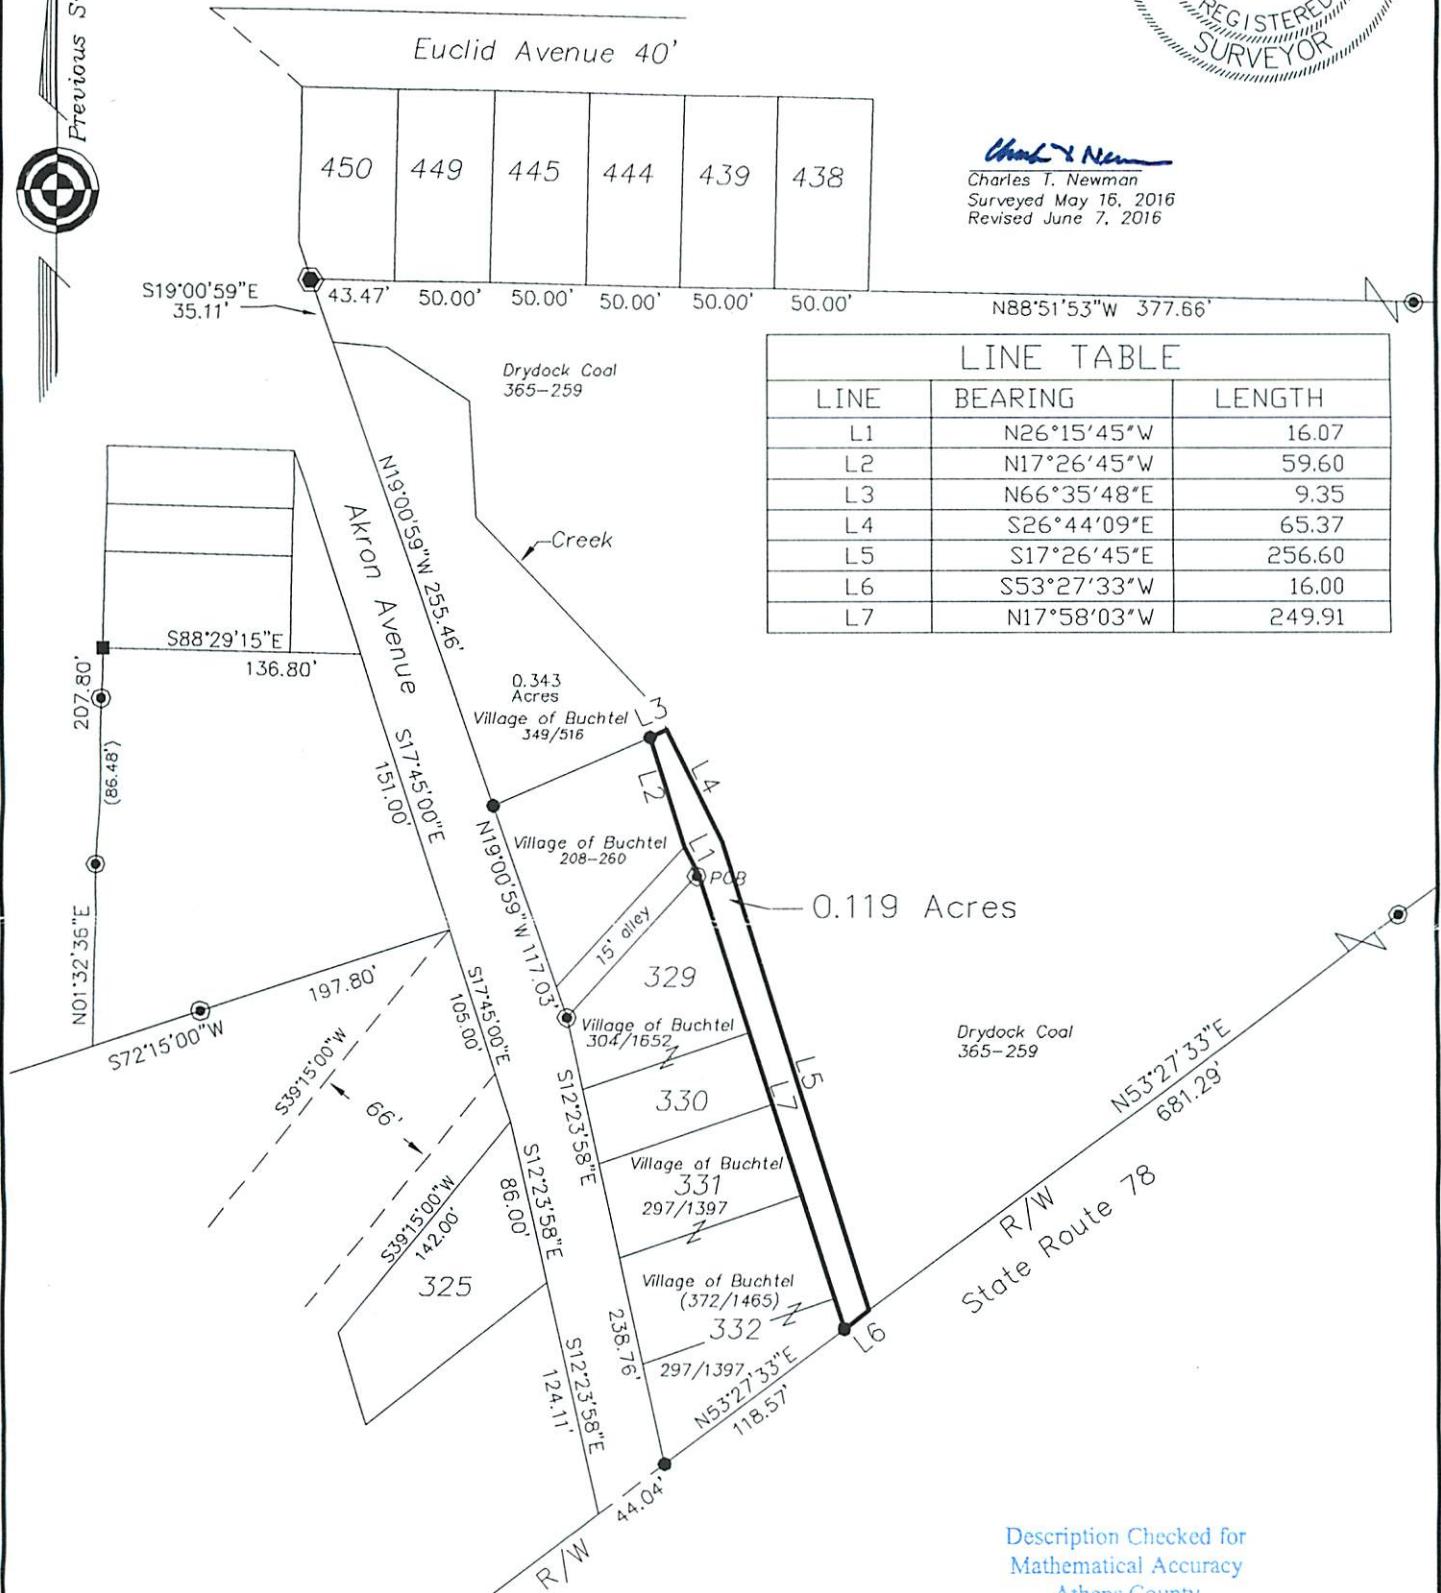 Previous
REGISTERED
SURVEYOR
Euclid Avenue 40'
450
449
445
444
439
438
Charles T. Newman
Surveyed May 16, 2016
Revised June 7, 2016
S19°00'59"E
35.11'
43.47'
50.00'
50.00'
50.00'
50.00'
50.00'
N88°51'53"W 377.66'
Drydock Coal
365-259
LINE TABLE
LINE BEARING LENGTH
L1 N26°15'45"W 16.07
L2 N17°26'45"W 59.60
L3 N66°35'48"E 9.35
L4 S26°44'09"E 65.37
L5 S17°26'45"E 256.60
L6 S53°27'33"W 16.00
L7 N17°58'03"W 249.91
N19°00'59"W 255.46'
Akron Avenue
Creek
S88°29'15"E
136.80'
207.80'
(86.48')
N01°32'36"E
0.343
Acres
Village of Buchtel
349/516
L3
L2
L4
L1
S17°45'00"E
151.00'
Village of Buchtel
208-260
N19°00'59"W 117.03'
POB
0.119 Acres
15' alley
329
197.80'
S72°15'00"W
S17°45'00"E
105.00'
Village of Buchtel
304/1652
Drydock Coal
365-259
N53°27'33"E
681.29'
S39°15'00"W
66'
330
L5
L7
S12°23'58"E
Village of Buchtel
331
297/1397
S39°15'00"W
142.00'
S12°23'58"E
86.00'
R/W
State Route 78
325
Village of Buchtel
(372/1465)
332
297/1397
238.76'
L6
N53°27'33"E
118.57'
S12°23'58"E
124.11'
44.04'
R/W
Description Checked for
Mathematical Accuracy
Athens County